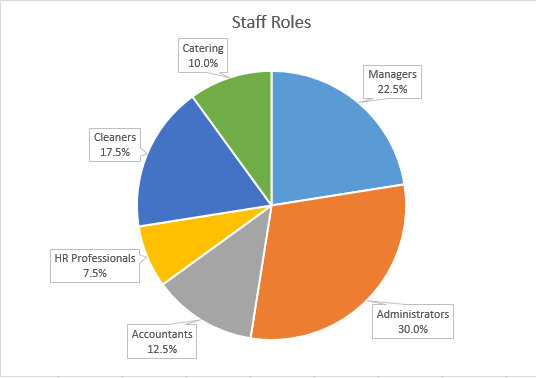 Staff Roles
Catering
10.0%
Managers
22.5%
Cleaners
17.5%
HR Professionals
7.5%
Administrators
30.0%
Accountants
12.5%